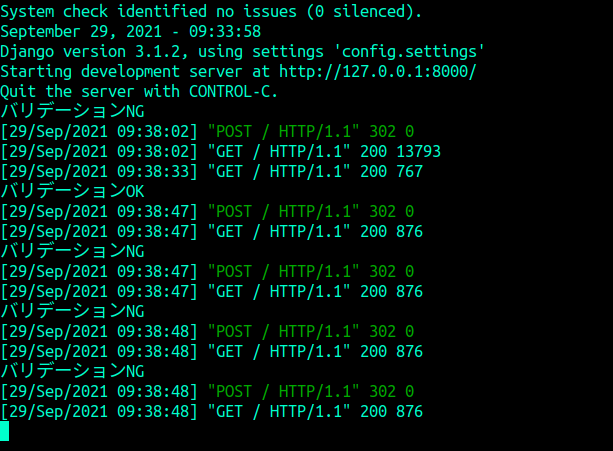 System check identified no issues (0 silenced).
September 29, 2021 - 09:33:58
Django version 3.1.2, using settings 'config.settings'
Starting development server at http://127.0.0.1:8000/
Quit the server with CONTROL-C.
バリデーションNG
[29/Sep/2021 09:38:02] "POST / HTTP/1.1" 302 0
[29/Sep/2021 09:38:02] "GET / HTTP/1.1" 200 13793
[29/Sep/2021 09:38:33] "GET / HTTP/1.1" 200 767
バリデーションOK
[29/Sep/2021 09:38:47] "POST / HTTP/1.1" 302 0
[29/Sep/2021 09:38:47] "GET / HTTP/1.1" 200 876
バリデーションNG
[29/Sep/2021 09:38:47] "POST / HTTP/1.1" 302 0
[29/Sep/2021 09:38:47] "GET / HTTP/1.1" 200 876
バリデーションNG
[29/Sep/2021 09:38:48] "POST / HTTP/1.1" 302 0
[29/Sep/2021 09:38:48] "GET / HTTP/1.1" 200 876
バリデーションNG
[29/Sep/2021 09:38:48] "POST / HTTP/1.1" 302 0
[29/Sep/2021 09:38:48] "GET / HTTP/1.1" 200 876